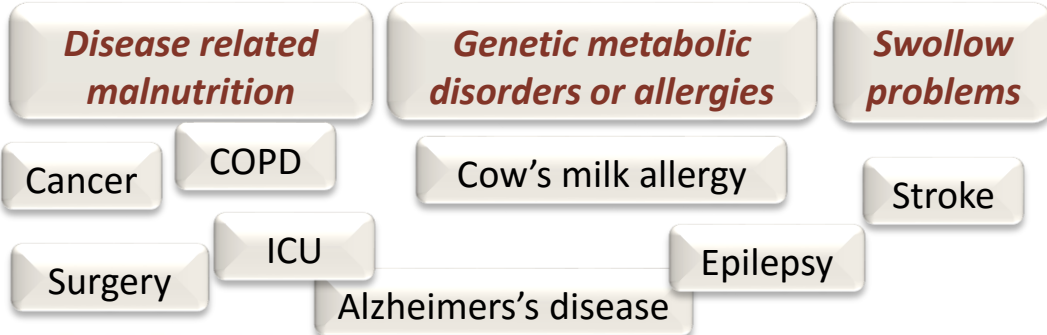 Disease related
malnutrition
Genetic metabolic
disorders or allergies
Swollow
problems
Cancer
COPD
Cow's milk allergy
Stroke
Surgery
ICU
Epilepsy
Alzheimers's disease